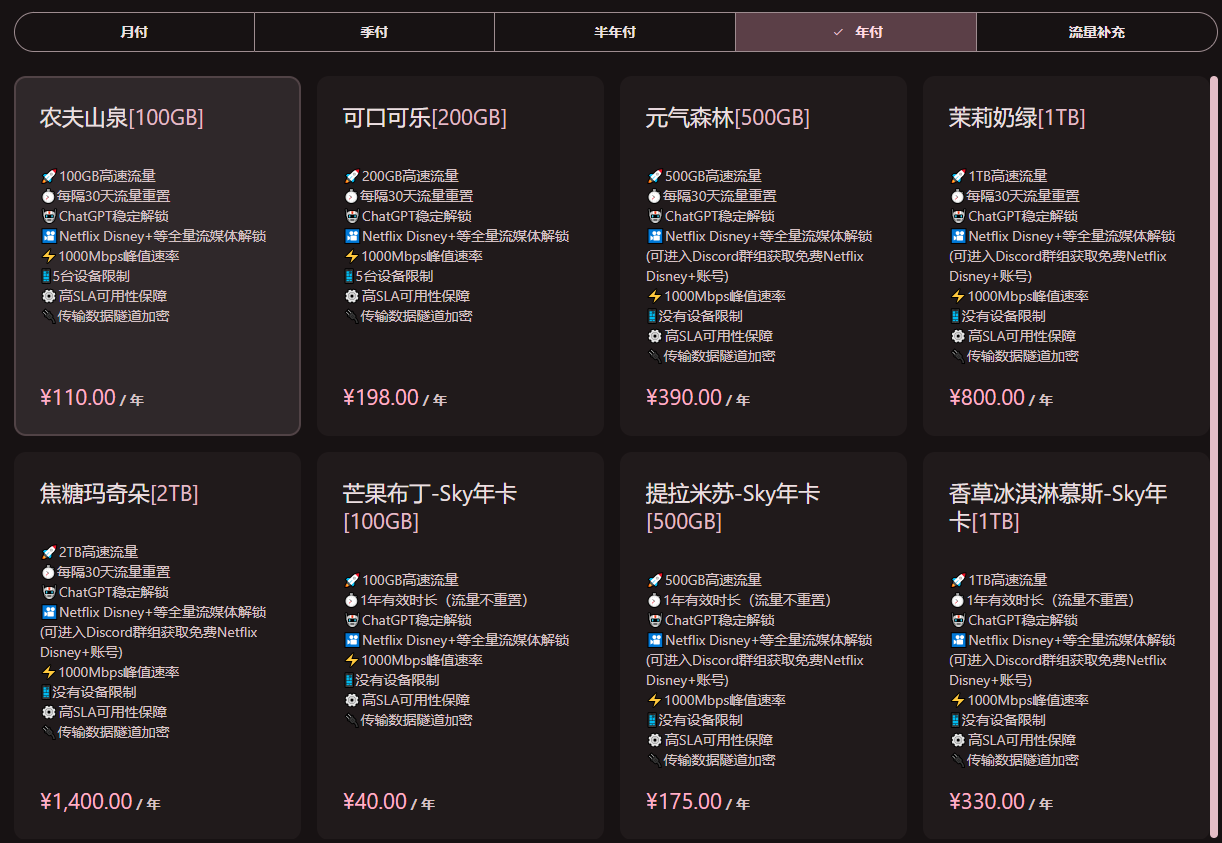 月付
季付
半年付
年付
流量补充
农夫山泉[100GB]
100GB高速流量
每隔30天流量重置
ChatGPT稳定解锁
Netflix Disney+等全量流媒体解锁
1000Mbps峰值速率
5台设备限制
高SLA可用性保障
传输数据隧道加密
¥110.00 / 年
可口可乐[200GB]
200GB高速流量
每隔30天流量重置
ChatGPT稳定解锁
Netflix Disney+等全量流媒体解锁
1000Mbps峰值速率
5台设备限制
高SLA可用性保障
传输数据隧道加密
¥198.00 / 年
元气森林[500GB]
500GB高速流量
每隔30天流量重置
ChatGPT稳定解锁
Netflix Disney+等全量流媒体解锁
(可进入Discord群组获取免费Netflix
Disney+账号)
1000Mbps峰值速率
没有设备限制
高SLA可用性保障
传输数据隧道加密
¥390.00 / 年
茉莉奶绿[1TB]
1TB高速流量
每隔30天流量重置
ChatGPT稳定解锁
Netflix Disney+等全量流媒体解锁
(可进入Discord群组获取免费Netflix
Disney+账号)
1000Mbps峰值速率
没有设备限制
高SLA可用性保障
传输数据隧道加密
¥800.00 / 年
焦糖玛奇朵[2TB]
2TB高速流量
每隔30天流量重置
ChatGPT稳定解锁
Netflix Disney+等全量流媒体解锁
(可进入Discord群组获取免费Netflix
Disney+账号)
1000Mbps峰值速率
没有设备限制
高SLA可用性保障
传输数据隧道加密
¥1,400.00 / 年
芒果布丁-Sky年卡
[100GB]
100GB高速流量
1年有效时长（流量不重置）
ChatGPT稳定解锁
Netflix Disney+等全量流媒体解锁
1000Mbps峰值速率
没有设备限制
高SLA可用性保障
传输数据隧道加密
¥40.00 / 年
提拉米苏-Sky年卡
[500GB]
500GB高速流量
1年有效时长（流量不重置）
ChatGPT稳定解锁
Netflix Disney+等全量流媒体解锁
(可进入Discord群组获取免费Netflix
Disney+账号)
1000Mbps峰值速率
没有设备限制
高SLA可用性保障
传输数据隧道加密
¥175.00 / 年
香草冰淇淋慕斯-Sky年
卡[1TB]
1TB高速流量
1年有效时长（流量不重置）
ChatGPT稳定解锁
Netflix Disney+等全量流媒体解锁
(可进入Discord群组获取免费Netflix
Disney+账号)
1000Mbps峰值速率
没有设备限制
高SLA可用性保障
传输数据隧道加密
¥330.00 / 年